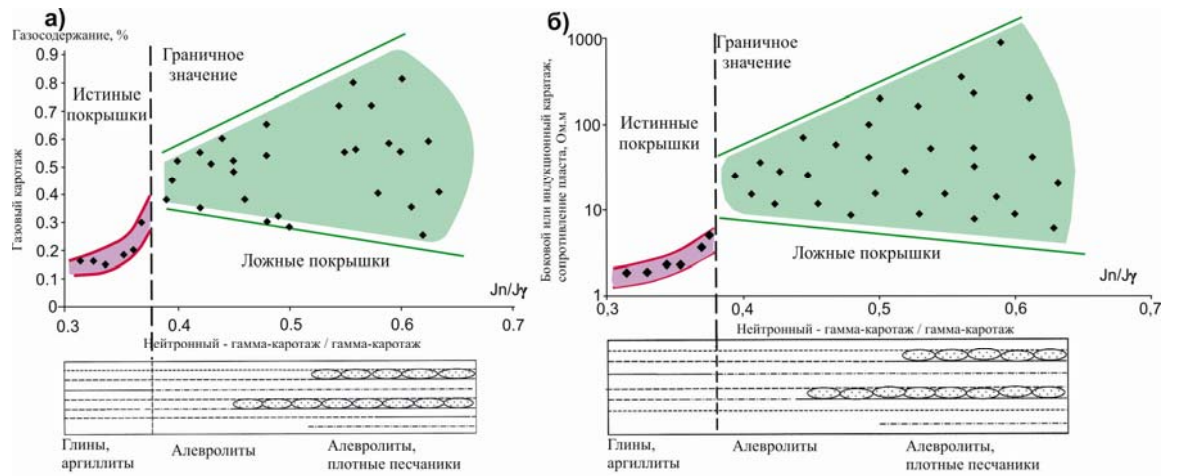 а)
Газосодержание, %
Газовый каротаж
0.9
0.8
0.7
0.6
0.5
0.4
0.3
0.2
0.1
0
Истиные
покрышки
Граничное
значение
Ложные покрышки
Jn/Jγ
0.3
0.4
0.5
0.6
0.7
Нейтронный - гамма-каротаж / гамма-каротаж
Глины,
аргиллиты
Алевролиты
Алевролиты,
плотные песчаники
б)
Боковой или индукционный каратаж,
сопротивление пласта, Ом.м
1000
100
10
1
Истинные
покрышки
Граничное
значение
Ложные покрышки
Jn/Jγ
0.3
0,4
0,5
0,6
0,7
Нейтронный - гамма-каротаж / гамма-каротаж
Глины,
аргиллиты
Алевролиты
Алевролиты,
плотные песчаники